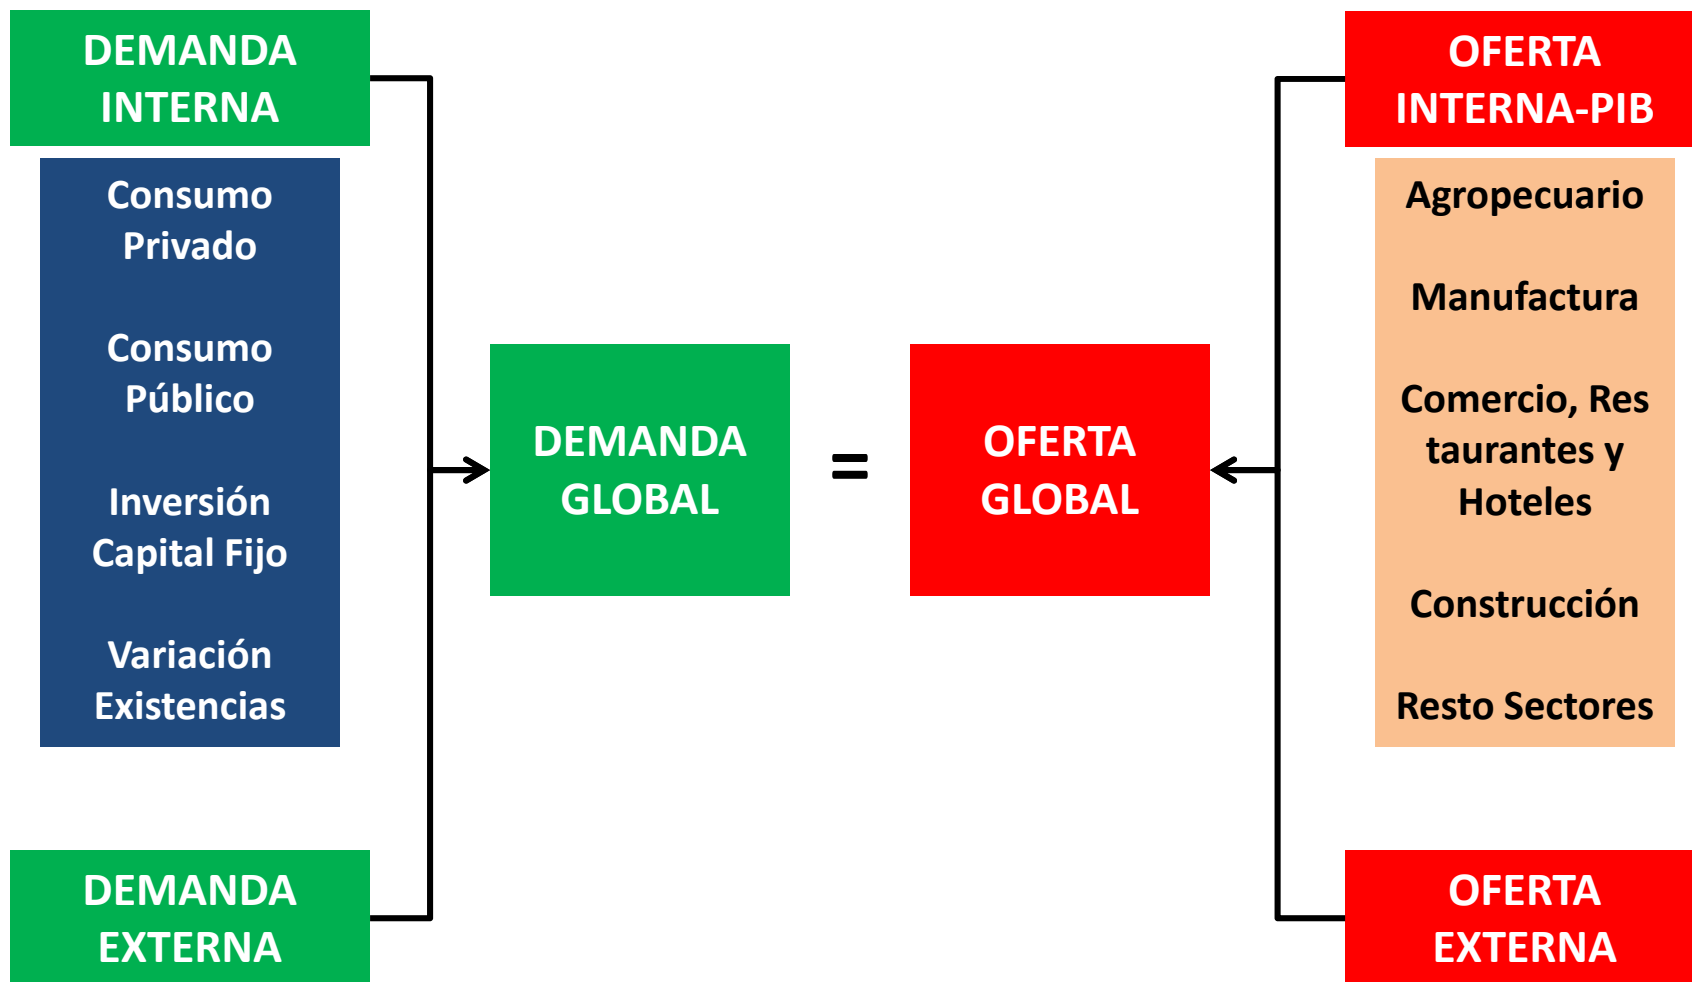 DEMANDA
INTERNA
Consumo
Privado
Consumo
Público
Inversión
Capital Fijo
Variación
Existencias
DEMANDA
EXTERNA
DEMANDA
GLOBAL
=
OFERTA
GLOBAL
OFERTA
INTERNA-PIB
Agropecuario
Manufactura
Comercio, Res
taurantes y
Hoteles
Construcción
Resto Sectores
OFERTA
EXTERNA